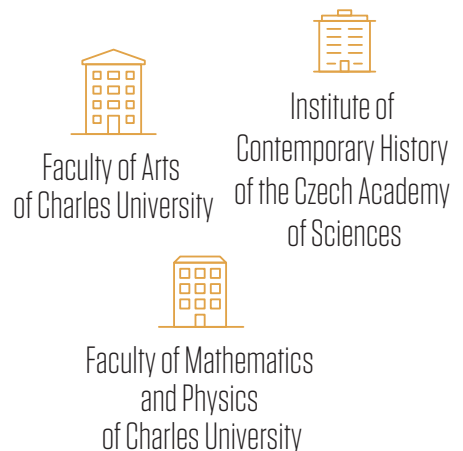 Faculty of Arts
of Charles University
Institute of
Contemporary History
of the Czech Academy
of Sciences
Faculty of Mathematics
and Physics
of Charles University